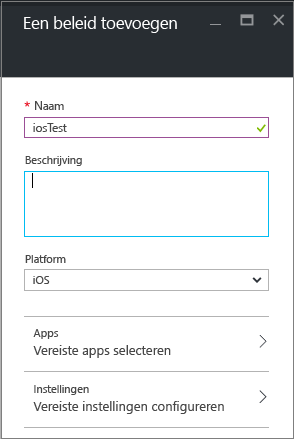 Een beleid toevoegen
* Naam
iosTest
Beschrijving
Platform
iOS
Apps
Vereiste apps selecteren
Instellingen
Vereiste instellingen configureren